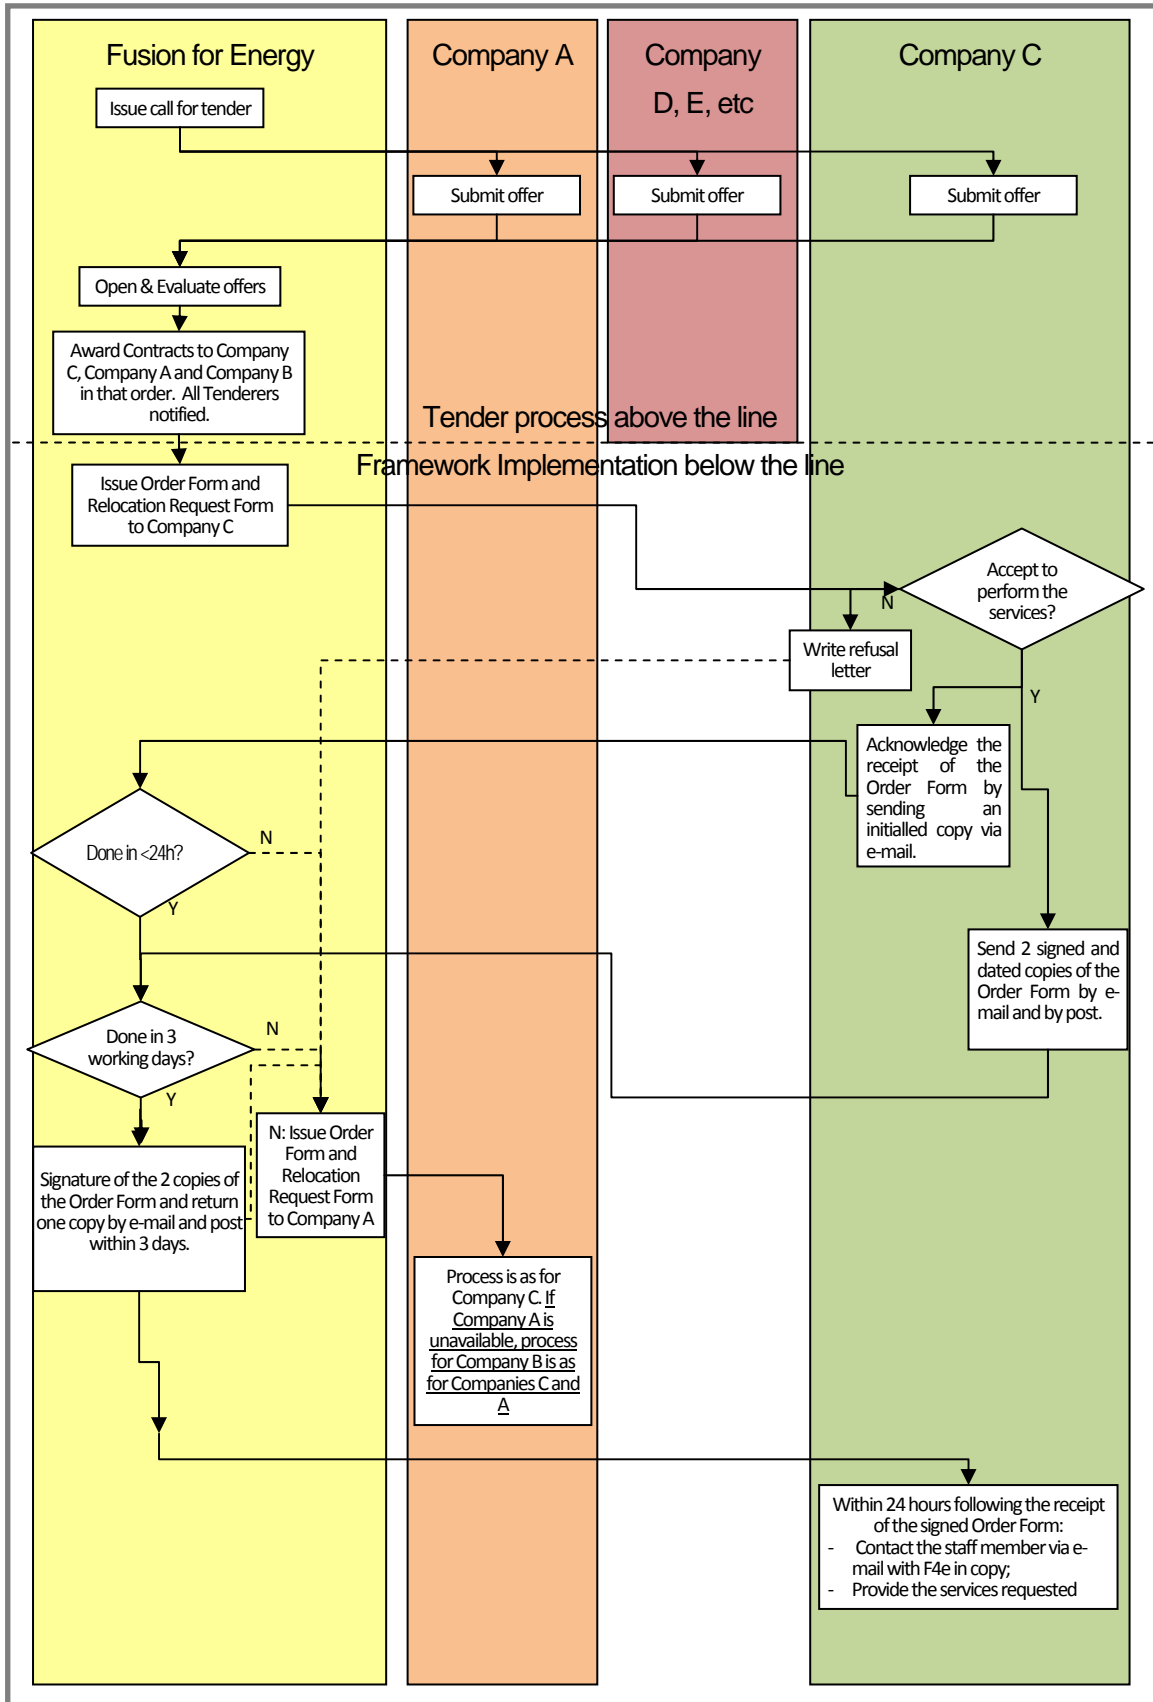 Fusion for Energy
Company A
Company
D, E, etc
Company C
Issue call for tender
Submit offer
Submit offer
Submit offer
Open & Evaluate offers
Award Contracts to Company
C, Company A and Company B
in that order. All Tenderers
notified.
Tender process above the line
Framework Implementation below the line
Issue Order Form and
Relocation Request Form
to Company C
Accept to
perform the
services?
N
Write refusal
letter
Y
Acknowledge the
receipt of the
Order Form by
sending an
initialled copy via
e-mail.
Done in <24h?
N
Y
Send 2 signed and
dated copies of the
Order Form by e-
mail and by post.
Done in 3
working days?
N
Y
N: Issue Order
Form and
Relocation
Request Form
to Company A
Signature of the 2 copies of
the Order Form and return
one copy by e-mail and post
within 3 days.
Process is as for
Company C. If
Company A is
unavailable, process
for Company B is as
for Companies C and
A
Within 24 hours following the receipt
of the signed Order Form:
- Contact the staff member via e-
mail with F4e in copy;
- Provide the services requested